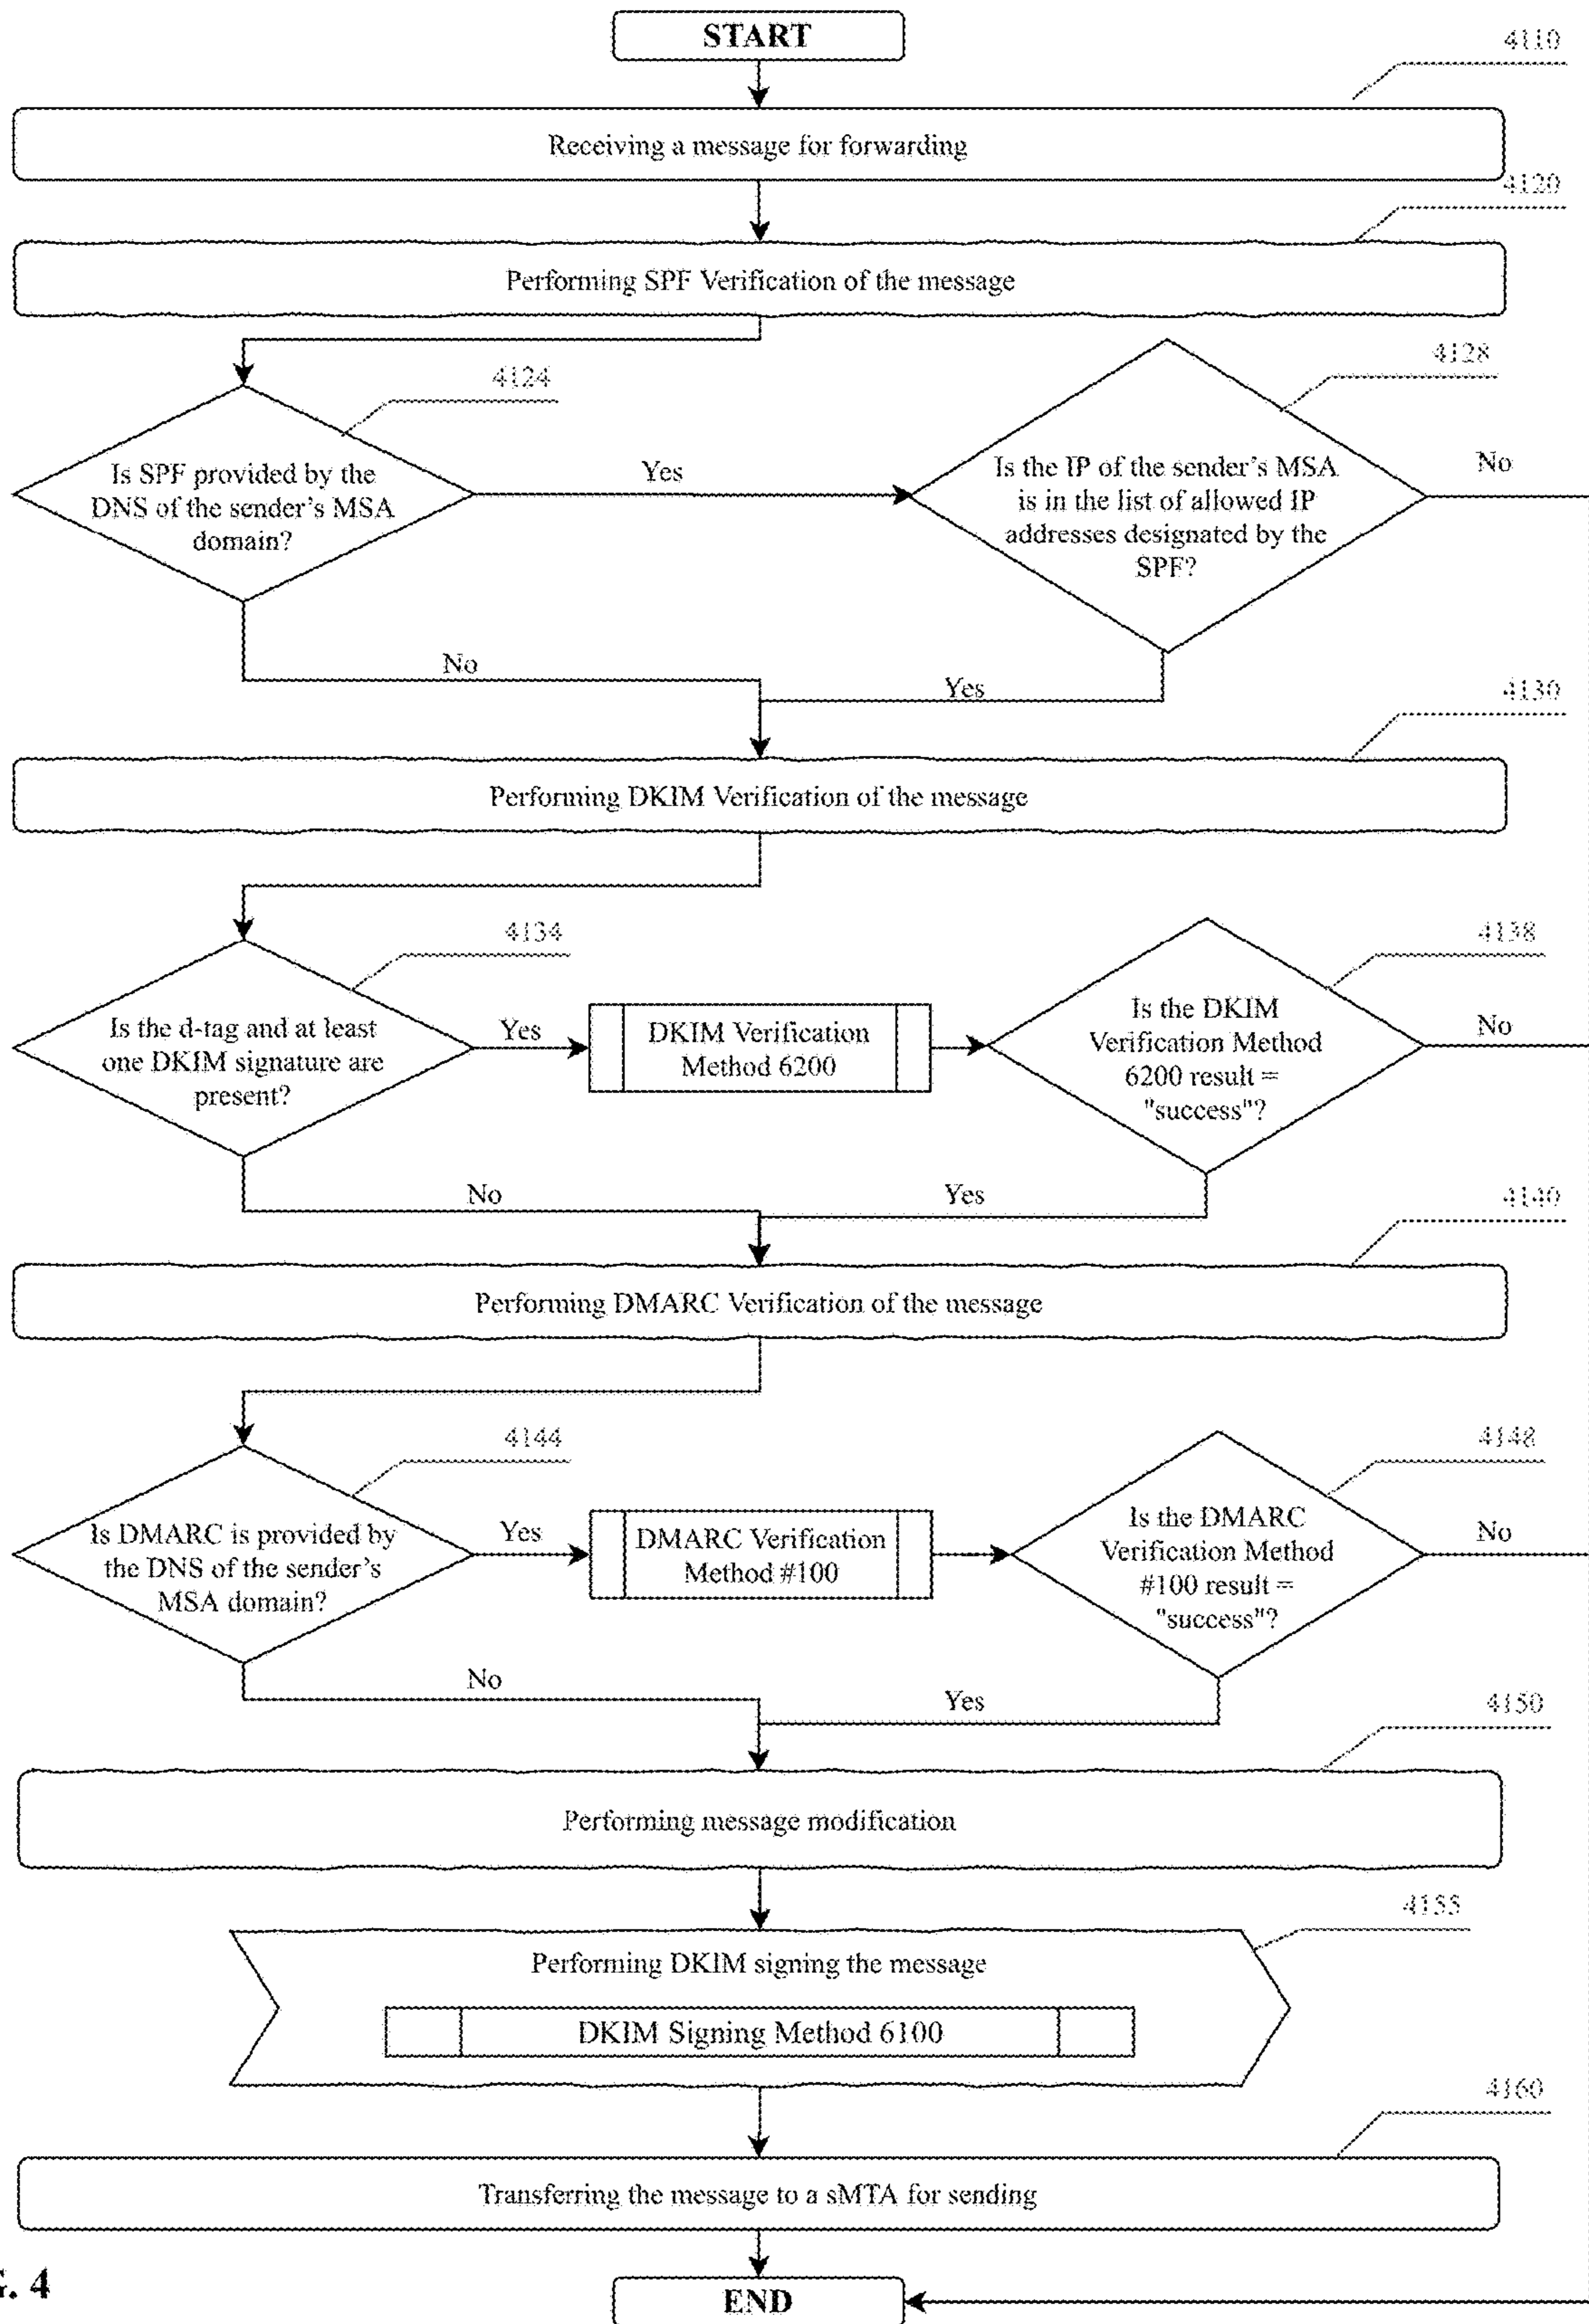 START
4110
Receiving a message for forwarding
4120
Performing SPF Verification of the message
4124
4128
Is SPF provided by the
DNS of the sender's MSA
domain?
Yes
Is the IP of the sender's MSA
is in the list of allowed IP
addresses designated by the
SPF?
No
No
Yes
4130
Performing DKIM Verification of the message
4134
4138
Is the d-tag and at least
one DKIM signature are
present?
Yes
DKIM Verification
Method 6200
Is the DKIM
Verification Method
6200 result =
"success"?
No
No
Yes
4140
Performing DMARC Verification of the message
4144
4148
Is DMARC is provided by
the DNS of the sender's
MSA domain?
Yes
DMARC Verification
Method #100
Is the DMARC
Verification Method
#100 result =
"success"?
No
No
Yes
4150
Performing message modification
4155
Performing DKIM signing the message
DKIM Signing Method 6100
4160
Transferring the message to a sMTA for sending
G. 4
END